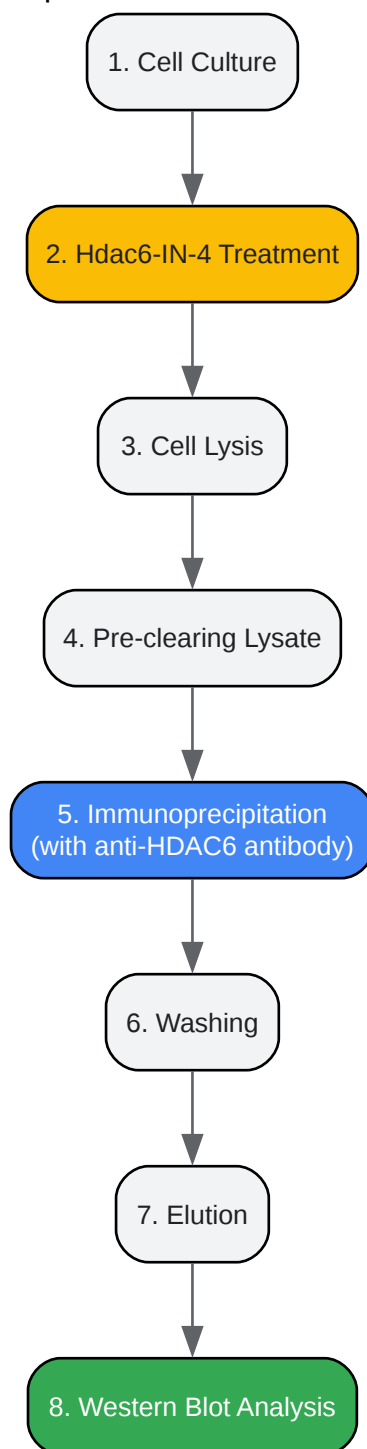 1. Cell Culture
2. Hdac6-IN-4 Treatment
3. Cell Lysis
4. Pre-clearing Lysate
5. Immunoprecipitation
(with anti-HDAC6 antibody)
6. Washing
7. Elution
8. Western Blot Analysis